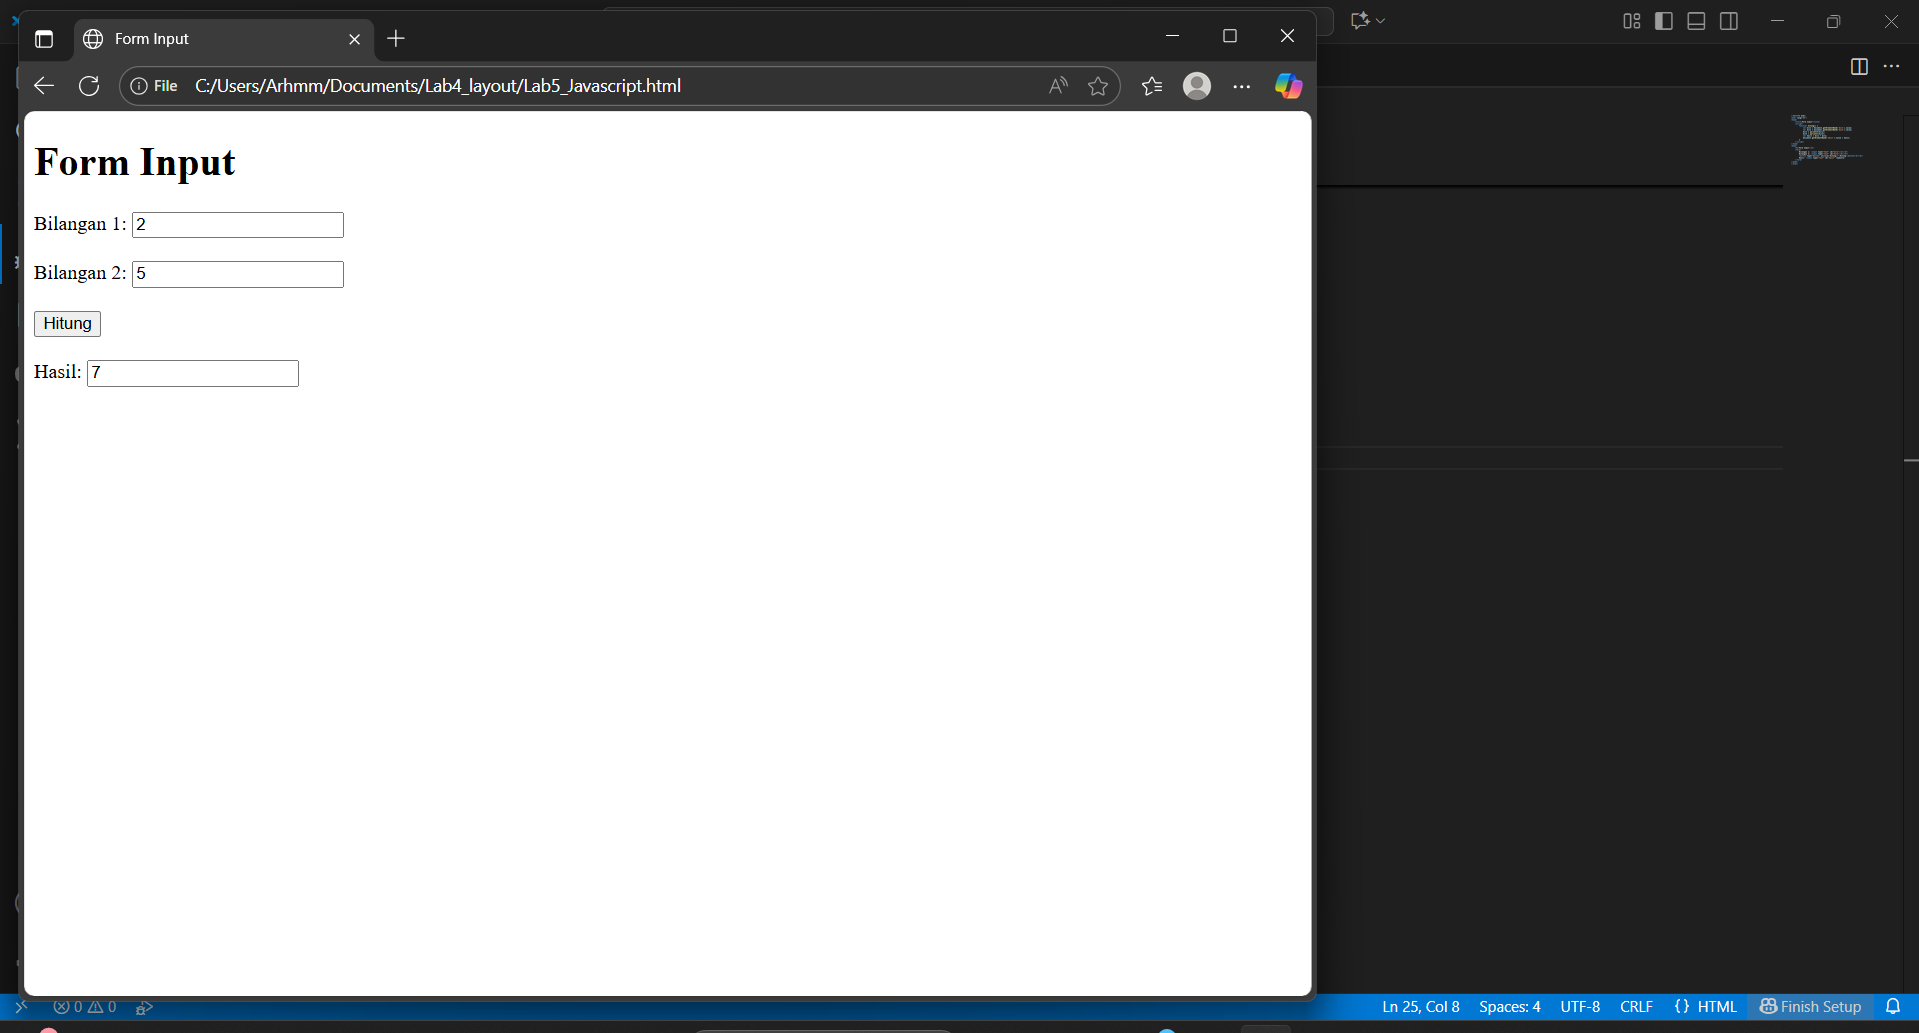 Form Input
File C:/Users/Arhmm/Documents/Lab4_layout/Lab5_Javascript.html
Form Input
Bilangan 1: 2
Bilangan 2: 5
Hitung
Hasil: 7
0 0 Ln 25, Col 8 Spaces: 4 UTF-8 CRLF {} HTML Finish Setup